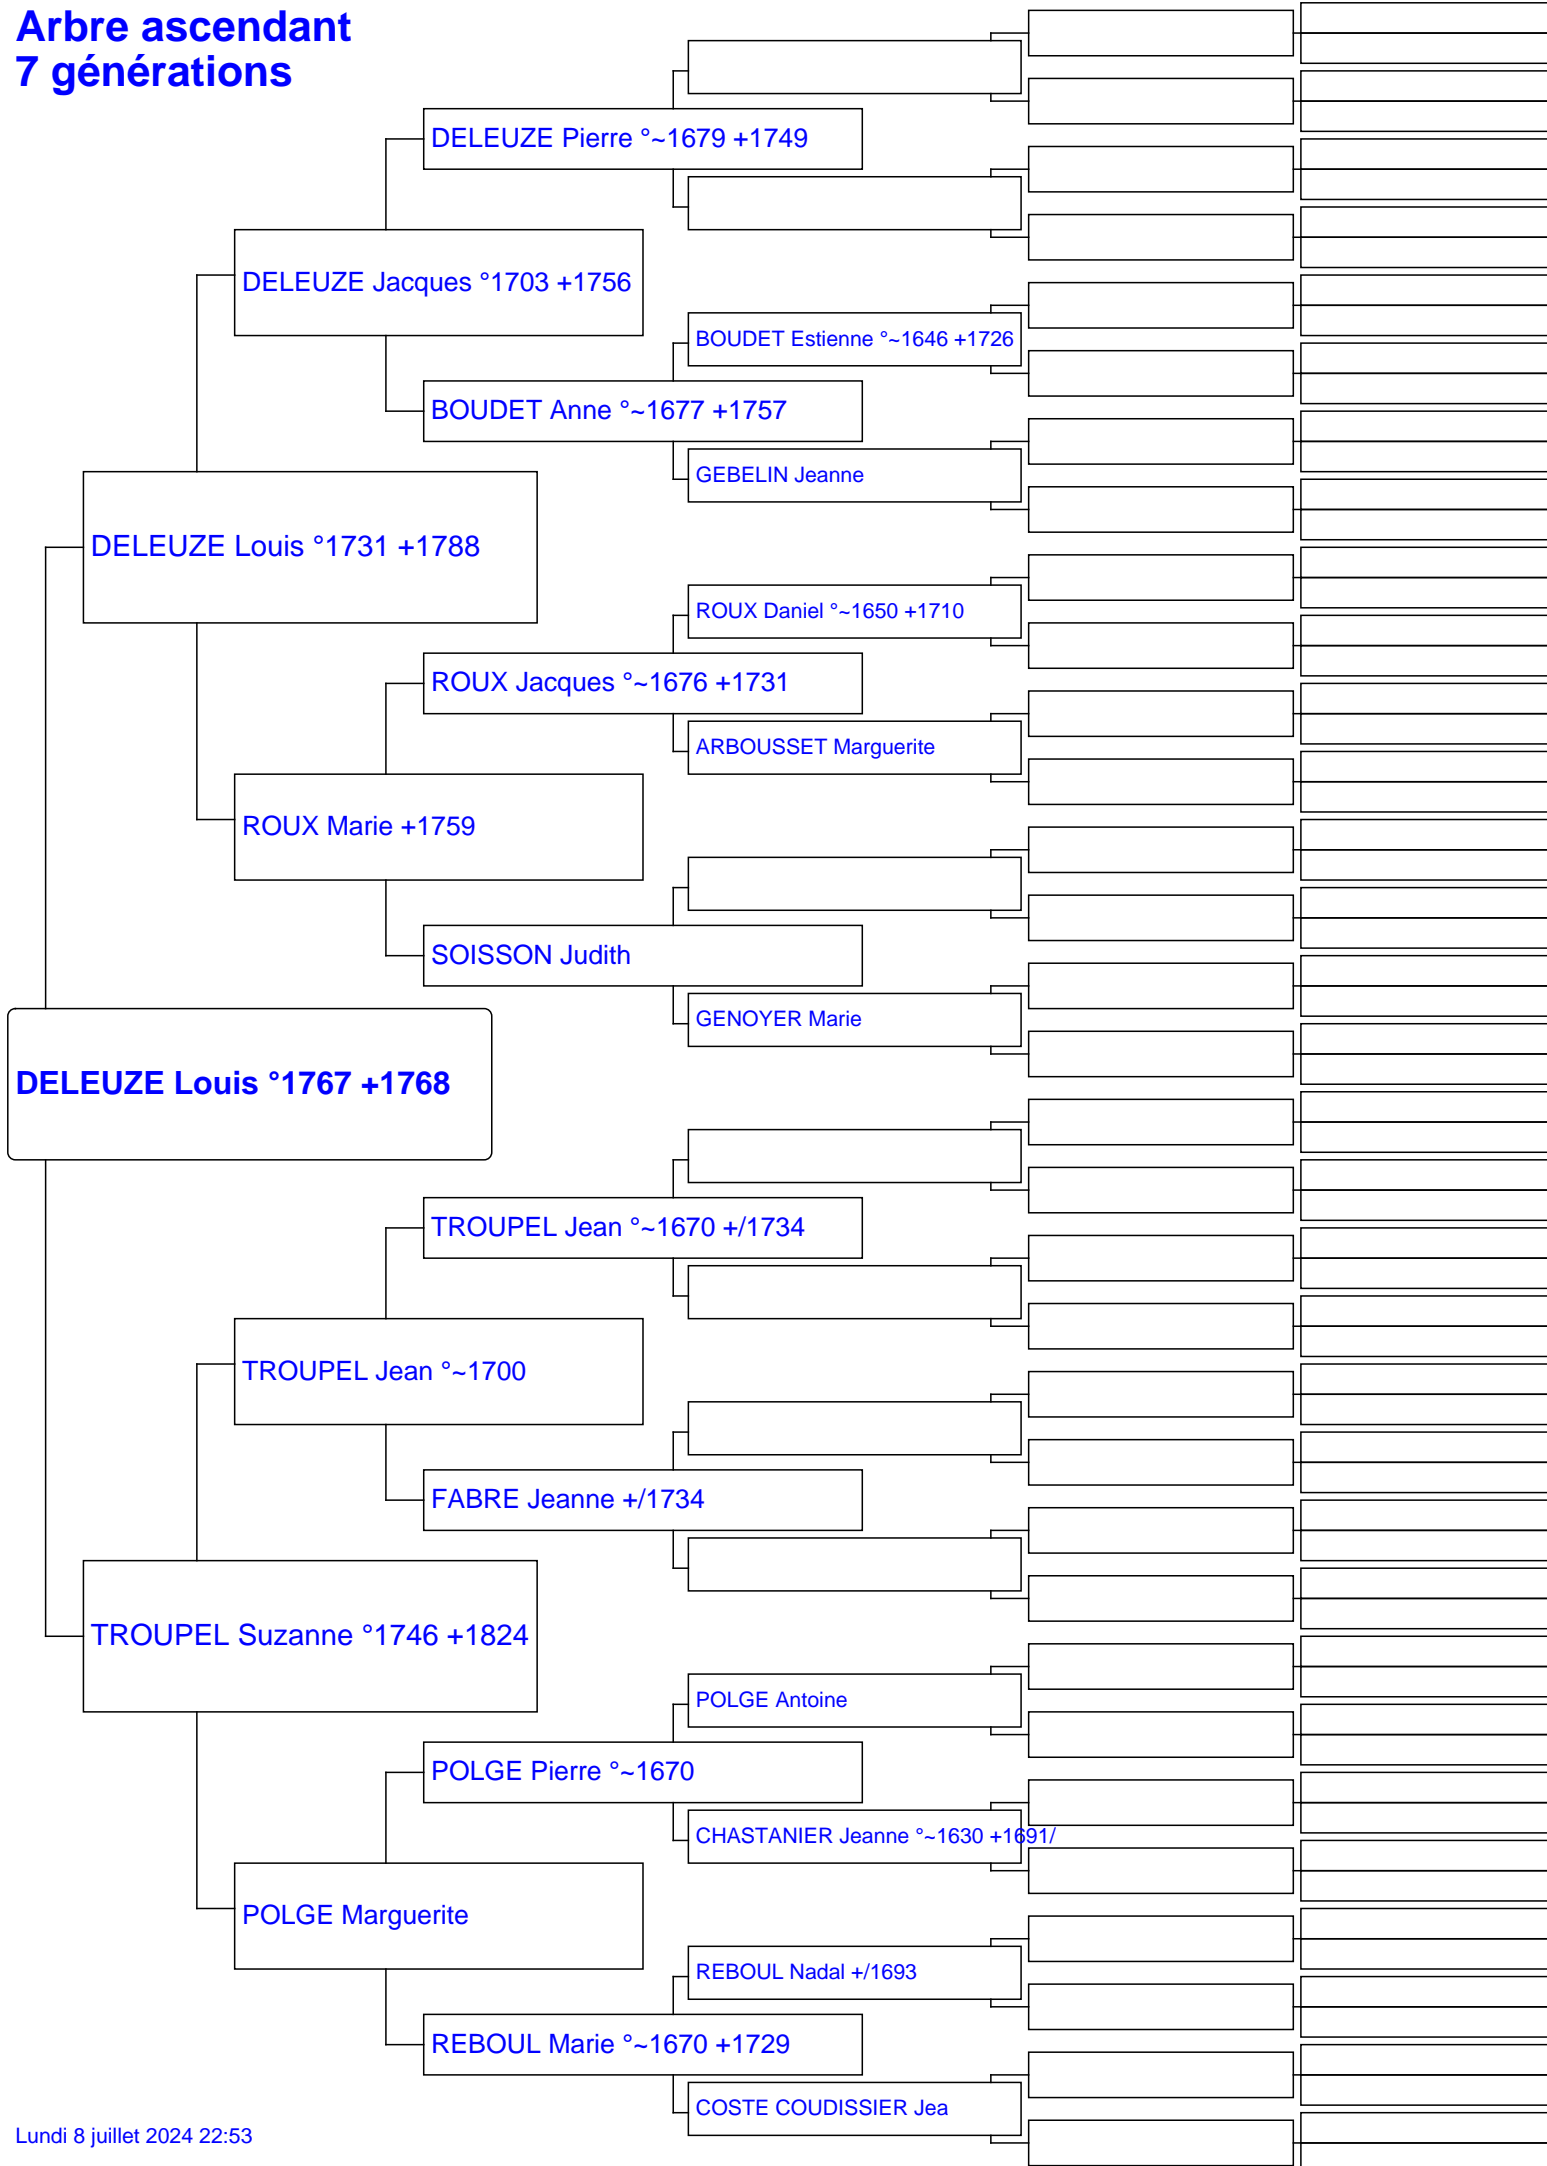 Arbre ascendant
7 générations
DELEUZE Pierre °~1679 +1749
DELEUZE Jacques °1703 +1756
BOUDET Estienne °~1646 +1726
BOUDET Anne °~1677 +1757
GEBELIN Jeanne
DELEUZE Louis °1731 +1788
ROUX Daniel °~1650 +1710
ROUX Jacques °~1676 +1731
ARBOUSSET Marguerite
ROUX Marie +1759
SOISSON Judith
GENOYER Marie
DELEUZE Louis °1767 +1768
TROUPEL Jean °~1670 +/1734
TROUPEL Jean °~1700
FABRE Jeanne +/1734
TROUPEL Suzanne °1746 +1824
POLGE Antoine
POLGE Pierre °~1670
CHASTANIER Jeanne °~1630 +1691/
POLGE Marguerite
REBOUL Nadal +/1693
REBOUL Marie °~1670 +1729
COSTE COUDISSIER Jea
Lundi 8 juillet 2024 22:53